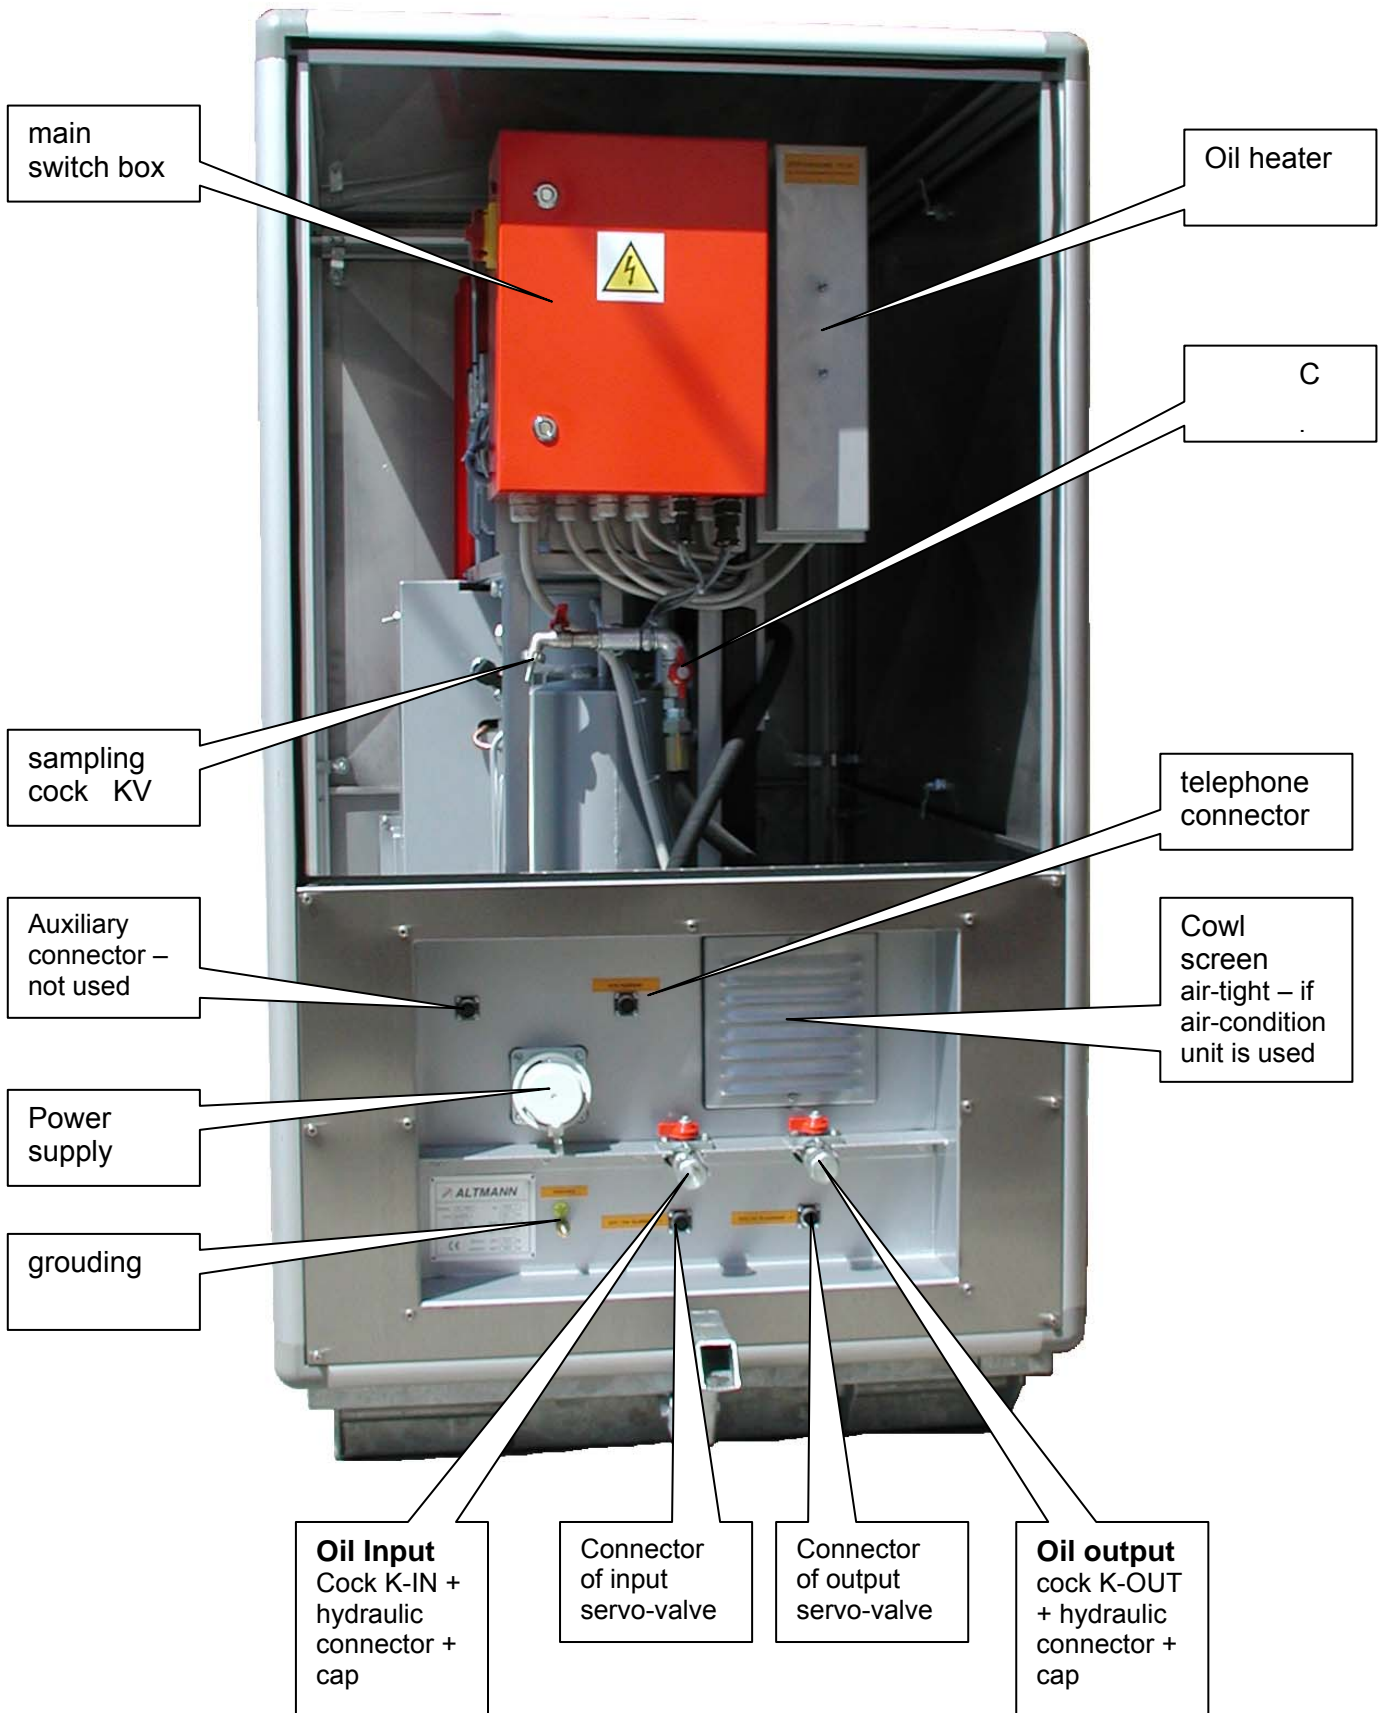 main
switch box
Oil heater
C
.
sampling
cock KV
telephone
connector
Auxiliary
connector –
not used
Cowl
screen
air-tight – if
air-condition
unit is used
Power
supply
ALTMANN
grouding
Oil Input
Cock K-IN +
hydraulic
connector +
cap
Connector
of input
servo-valve
Connector
of output
servo-valve
Oil output
cock K-OUT
+ hydraulic
connector +
cap